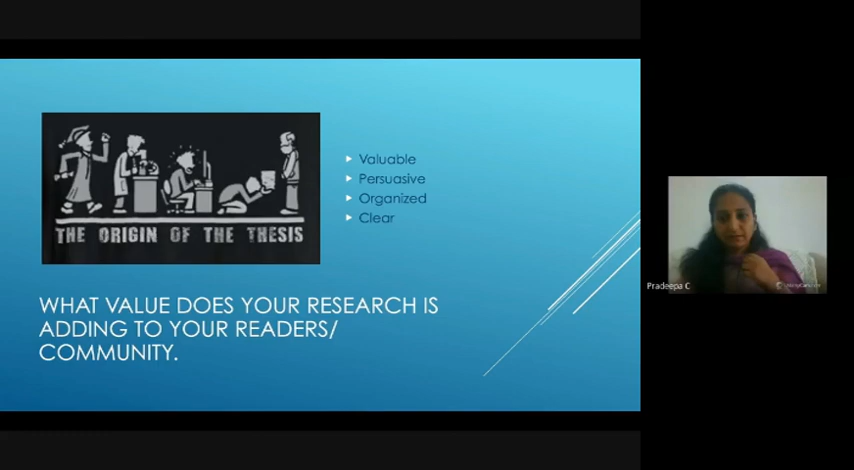 THE ORIGIN OF THE THESIS
Valuable
Persuasive
Organized
Clear
WHAT VALUE DOES YOUR RESEARCH IS
ADDING TO YOUR READERS/
COMMUNITY.
Pradeepa C